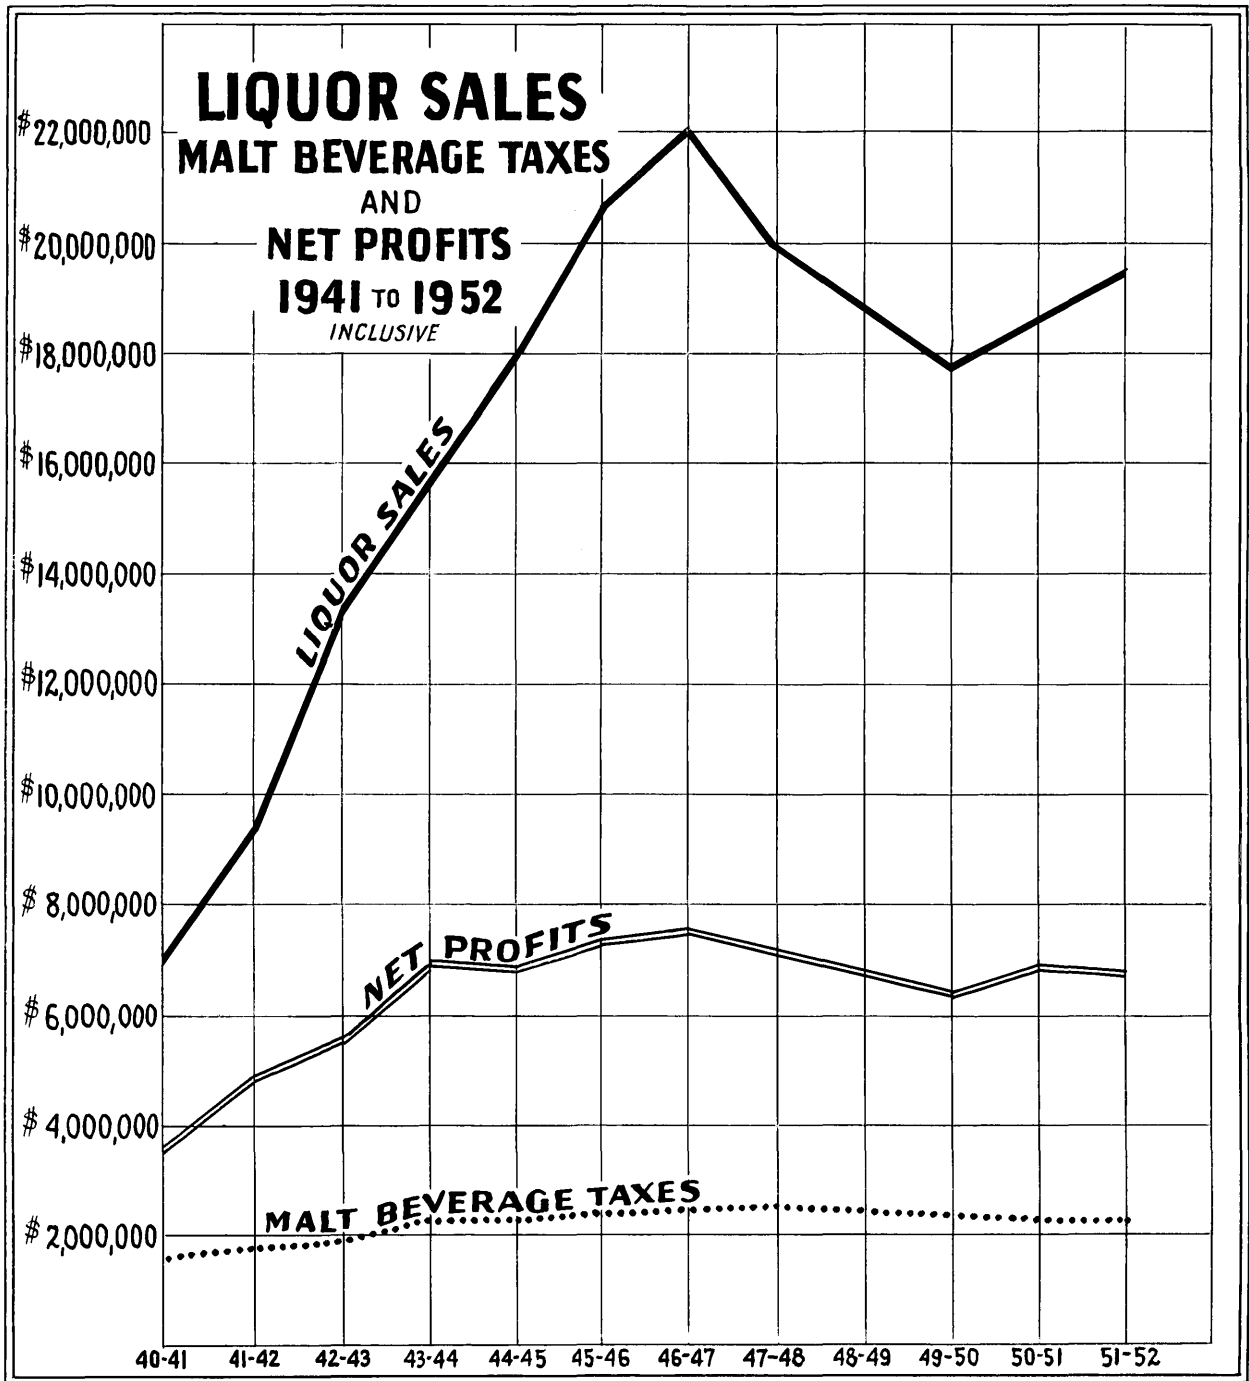 LIQUOR SALES
MALT BEVERAGE TAXES
AND
NET PROFITS
1941 TO 1952
INCLUSIVE
$22,000,000
$20,000,000
$18,000,000
$16,000,000
$14,000,000
$12,000,000
$10,000,000
$ 8,000,000
$ 6,000,000
$ 4,000,000
$ 2,000,000
LIQUOR SALES
NET PROFITS
MALT BEVERAGE TAXES
40-41 41-42 42-43 43-44 44-45 45-46 46-47 47-48 48-49 49-50 50-51 51-52